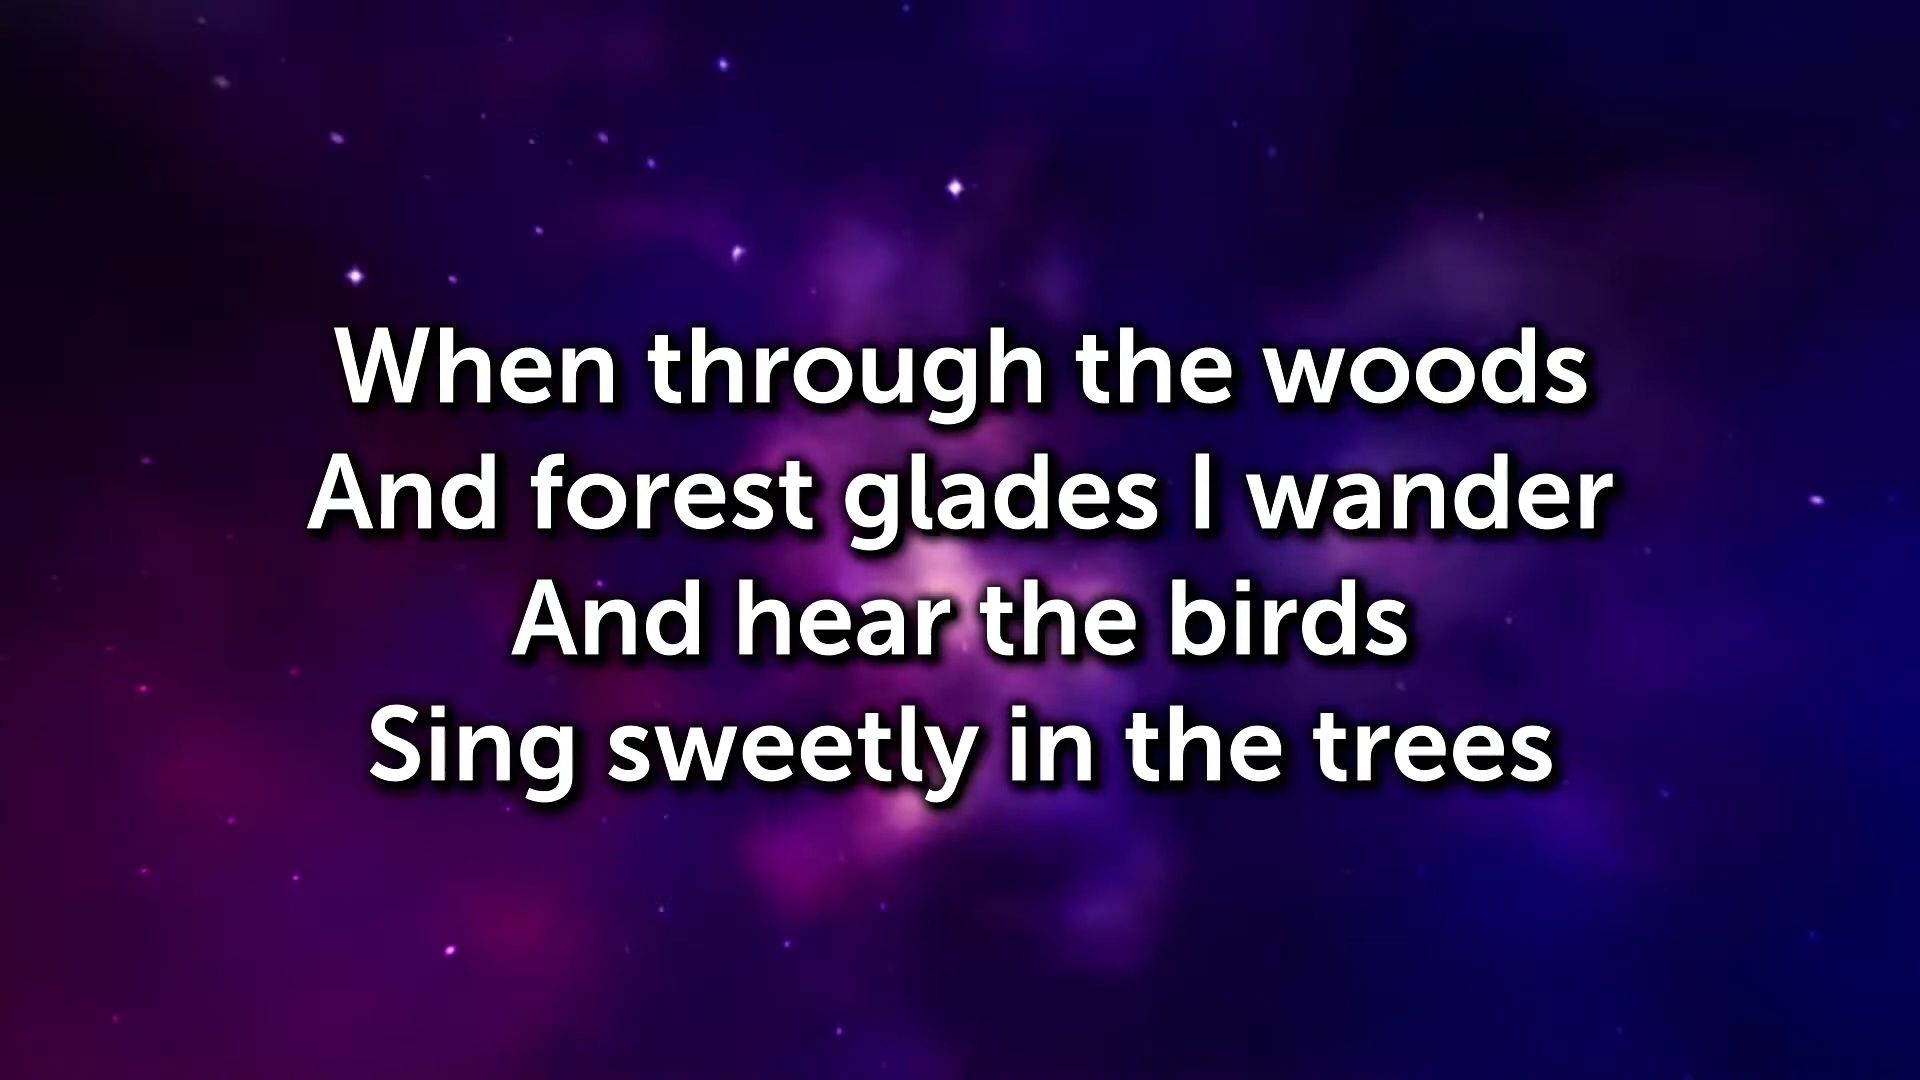 When through the woods
And forest glades I wander
And hear the birds
Sing sweetly in the trees